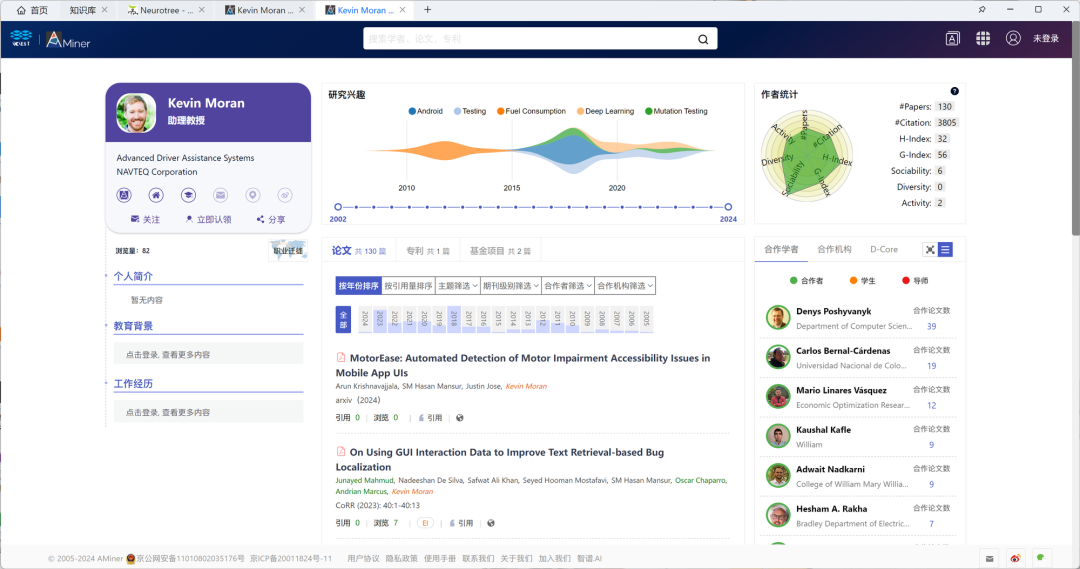 首页
知识库
Neurotree - ...
Kevin Moran ...
Kevin Moran ...
AMiner
搜索学者、论文、专利
未登录
Kevin Moran
助理教授
Advanced Driver Assistance Systems
NAVTEQ Corporation
关注 立即认领 分享
浏览量：82
职业迁徙
个人简介
暂无内容
教育背景
点击登录, 查看更多内容
工作经历
点击登录, 查看更多内容
研究兴趣
Android Testing Fuel Consumption Deep Learning Mutation Testing
2010 2015 2020
2002 2024
论文 共 130 篇 专利 共 1 篇 基金项目 共 2 篇
按年份排序 按引用量排序 主题筛选 期刊级别筛选 合作者筛选 合作机构筛选
全部 2024 2023 2022 2021 2020 2019 2018 2017 2016 2015 2014 2013 2012 2011 2010 2009 2008 2007 2006 2005
MotorEase: Automated Detection of Motor Impairment Accessibility Issues in
Mobile App UIs
Arun Krishnavajjala, SM Hasan Mansur, Justin Jose, Kevin Moran
arxiv（2024）
引用 0 浏览 0 引用
On Using GUI Interaction Data to Improve Text Retrieval-based Bug
Localization
Junayed Mahmud, Nadeeshan De Silva, Safwat Ali Khan, Seyed Hooman Mostafavi, SM Hasan Mansur, Oscar Chaparro,
Andrian Marcus, Kevin Moran
CoRR (2023): 40:1-40:13
引用 0 浏览 7 EI 引用
作者统计
#Papers #Citation H-Index G-Index Sociability Diversity Activity
#Papers: 130
#Citation: 3805
H-Index: 32
G-Index: 56
Sociability: 6
Diversity: 0
Activity: 2
合作学者 合作机构 D-Core
合作者 学生 导师
Denys Poshyvanyk 合作论文数
Department of Computer Scien... 39
Carlos Bernal-Cárdenas 合作论文数
Universidad Nacional de Colo... 19
Mario Linares Vásquez 合作论文数
Economic Optimization Resear... 12
Kaushal Kafle 合作论文数
William 9
Adwait Nadkarni 合作论文数
College of William Mary Willia... 9
Hesham A. Rakha 合作论文数
Bradley Department of Electric... 7
© 2005-2024 AMiner 京公网安备11010802035176号 京ICP备20011824号-11 用户协议 隐私政策 使用手册 联系我们 关于我们 加入我们 智谱.AI